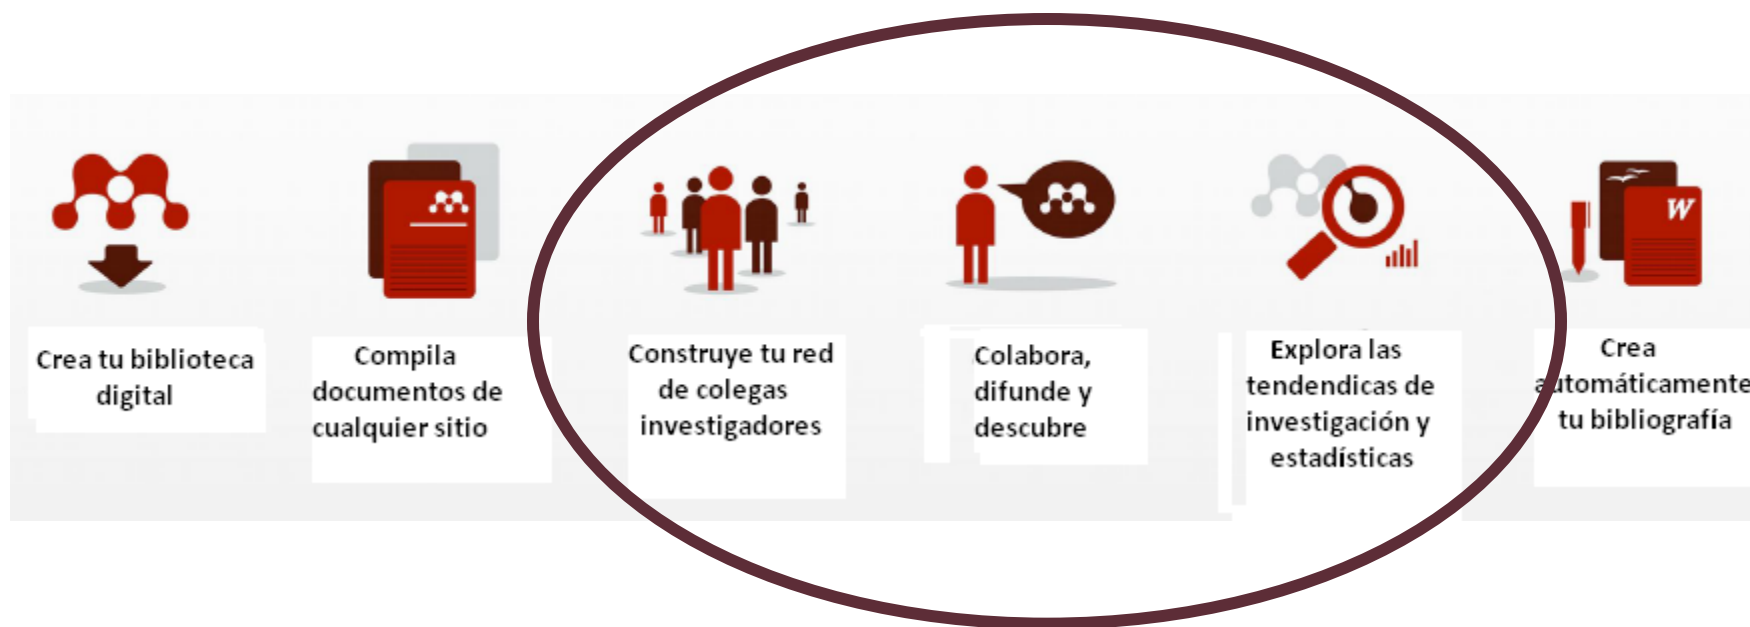 Crea tu biblioteca
digital
Compila
documentos de
cualquier sitio
Construye tu red
de colegas
investigadores
Colabora,
difunde y
descubre
Explora las
tendendicas de
investigación y
estadísticas
W
Crea
automáticamente
tu bibliografía